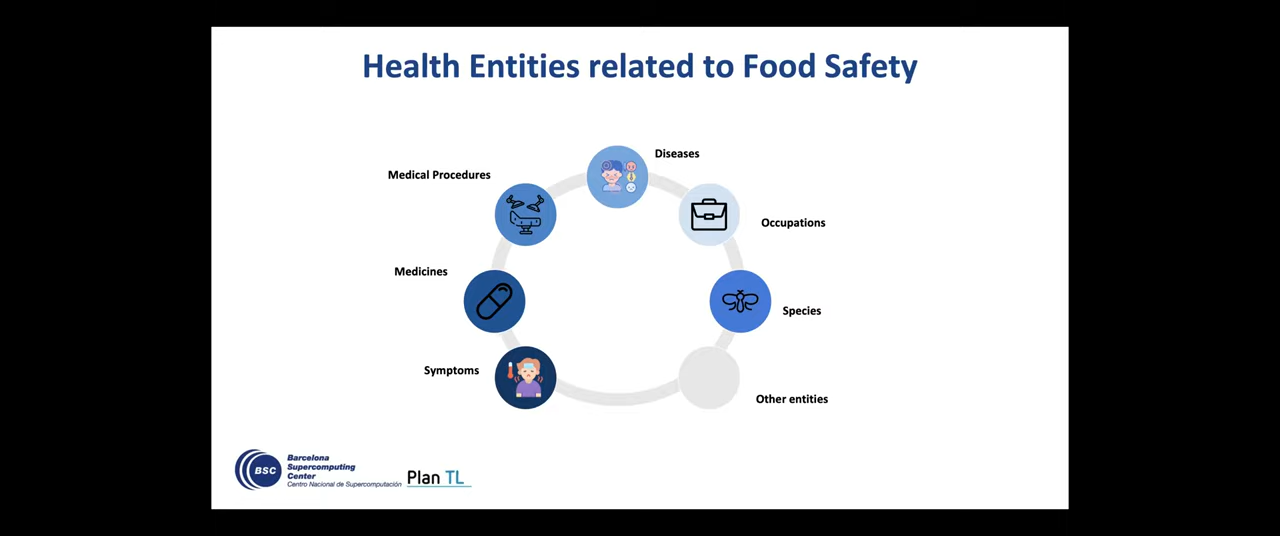 Health Entities related to Food Safety
Diseases
Medical Procedures
Occupations
Medicines
Species
Symptoms
Other entities
BSC
Barcelona
Supercomputing
Center
Centro Nacional de Supercomputación
Plan TL